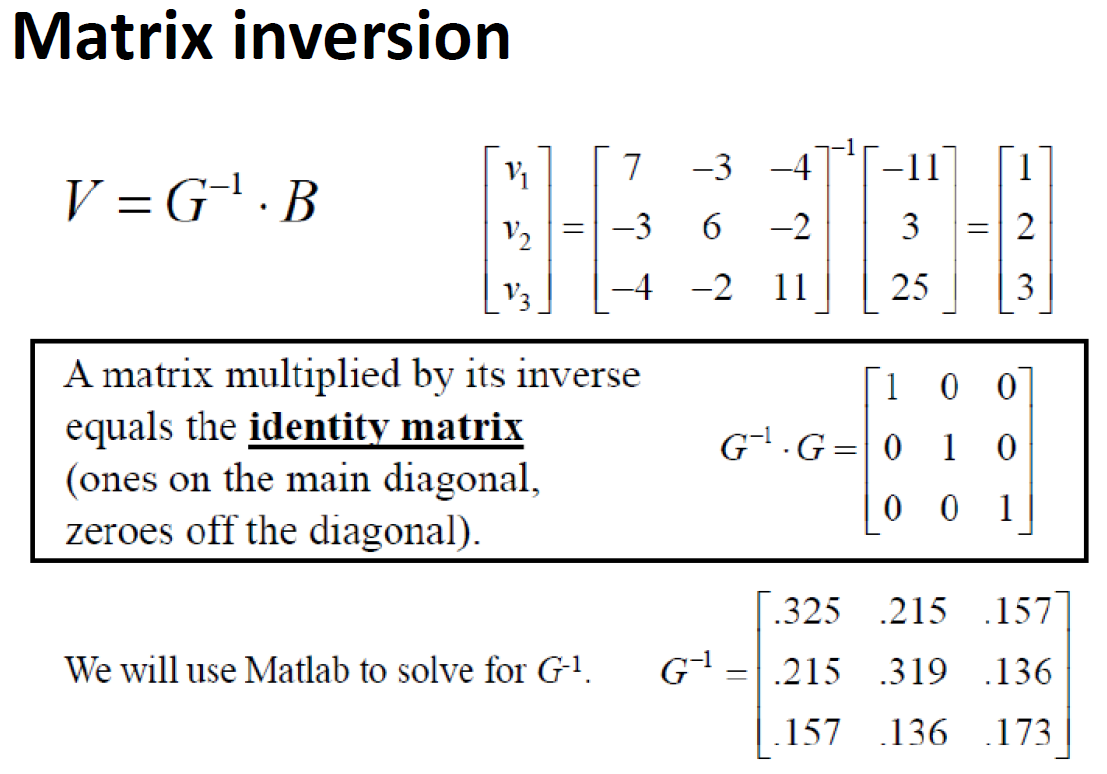 Matrix inversion
V = G⁻¹ · B
[v₁ v₂ v₃] = [7 −3 −4; −3 6 −2; −4 −2 11]⁻¹ [−11 3 25] = [1 2 3]
A matrix multiplied by its inverse
equals the identity matrix
(ones on the main diagonal,
zeroes off the diagonal).
G⁻¹ · G = [1 0 0; 0 1 0; 0 0 1]
We will use Matlab to solve for G⁻¹.
G⁻¹ = [.325 .215 .157; .215 .319 .136; .157 .136 .173]